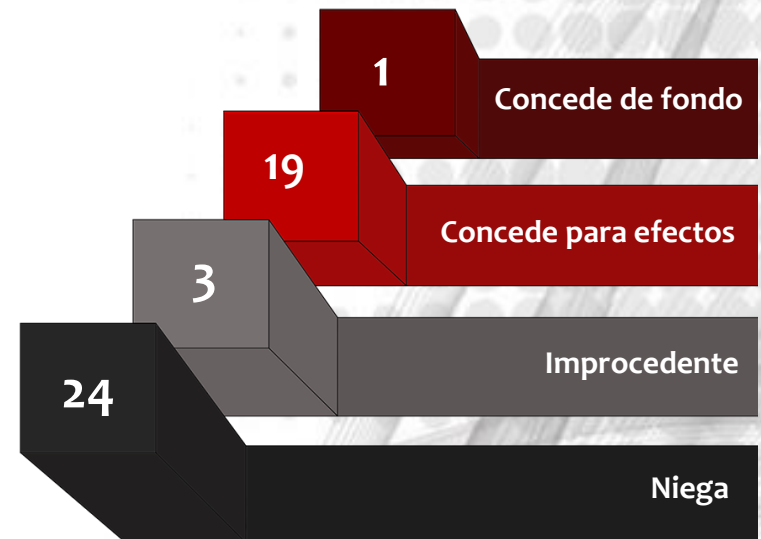 1
Concede de fondo
19
Concede para efectos
3
Improcedente
24
Niega